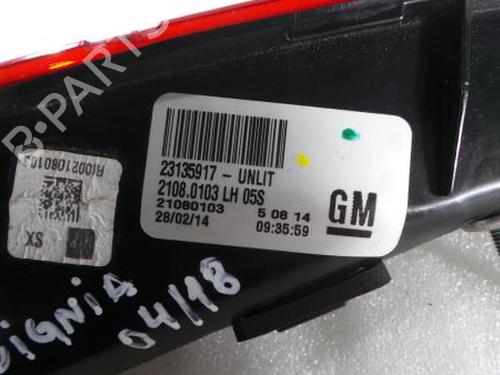 B-PARTS
23135917 - UNLIT
2108.0103 LH 05S
21080103 5 08 14
28/02/14 09:35:59
GM
SX
04/18